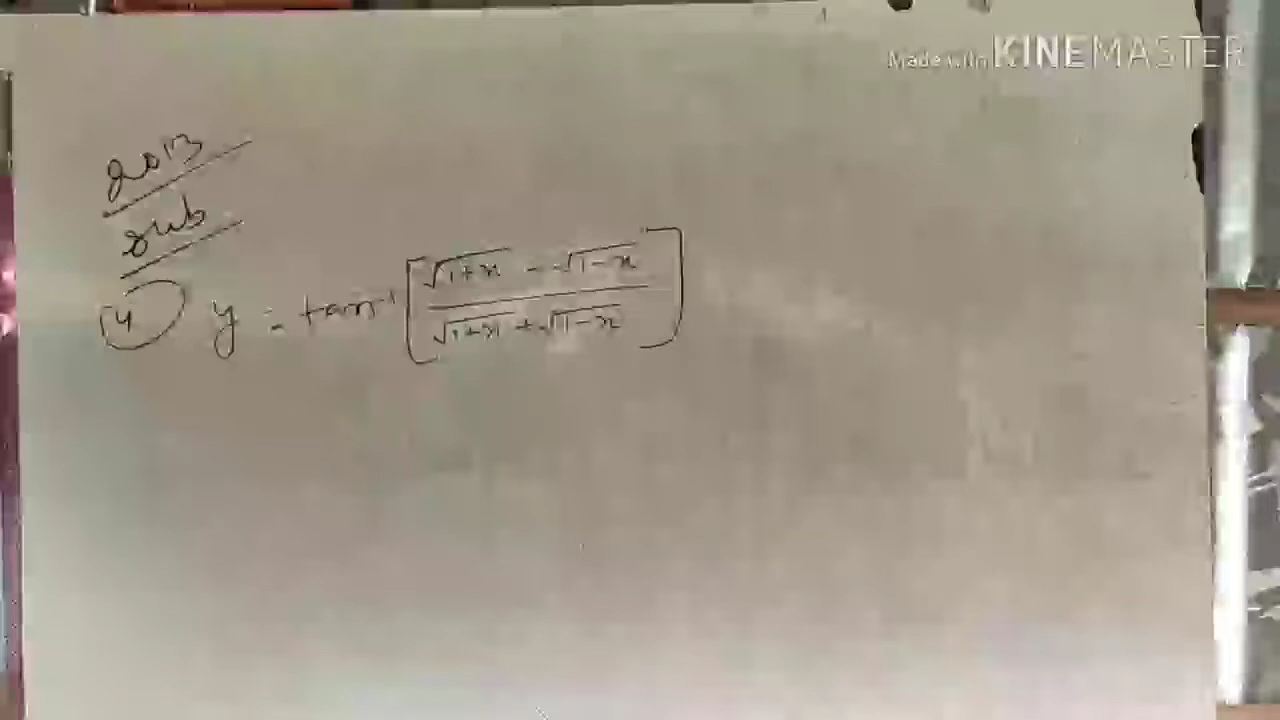 Made with KINEMASTER
2013
sub
(4) y = tan⁻¹ [ (√1+x - √1-x) / (√1+x + √1-x) ]